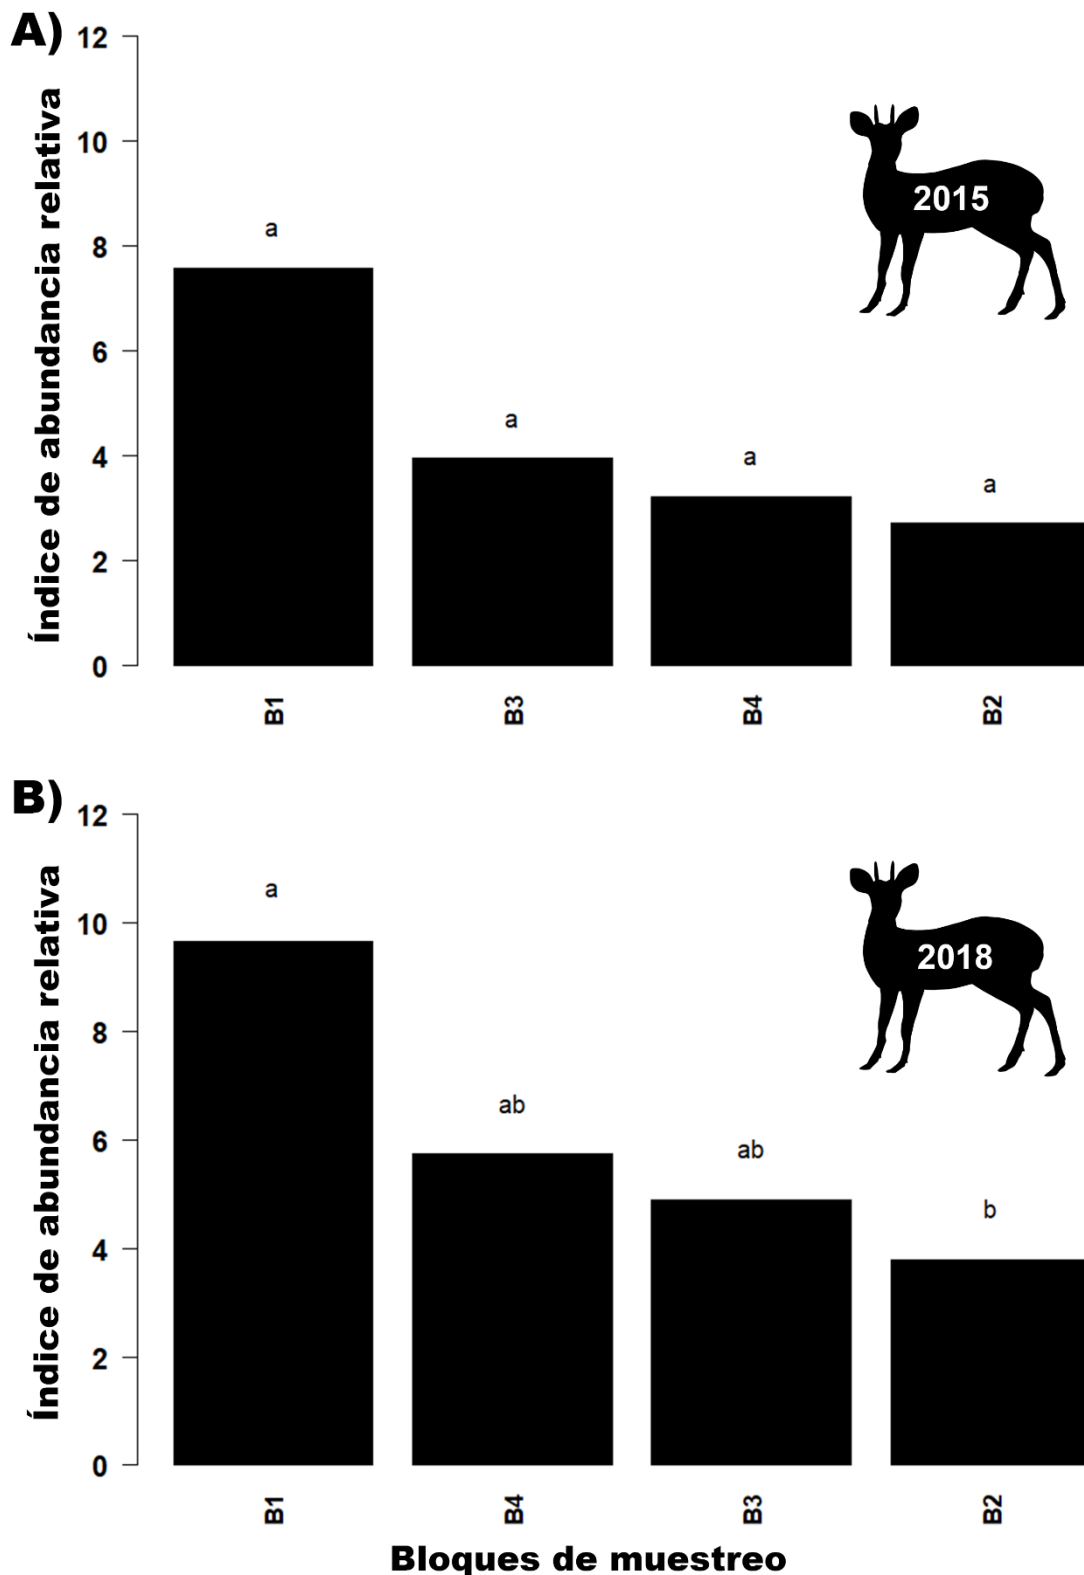 A)
Índice de abundancia relativa
12
10
8
6
4
2
0
a
a
a
a
2015
B1
B3
B4
B2
B)
Índice de abundancia relativa
12
10
8
6
4
2
0
a
ab
ab
b
2018
B1
B4
B3
B2
Bloques de muestreo